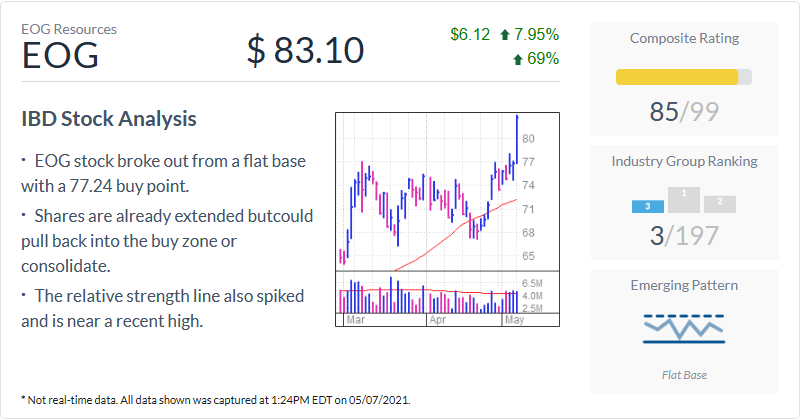 EOG Resources
EOG
$ 83.10
$6.12 7.95%
69%
IBD Stock Analysis
· EOG stock broke out from a flat base
with a 77.24 buy point.
· Shares are already extended butcould
pull back into the buy zone or
consolidate.
· The relative strength line also spiked
and is near a recent high.
80
77
74
71
68
65
6.5M
4.0M
2.5M
Mar Apr May
* Not real-time data. All data shown was captured at 1:24PM EDT on 05/07/2021.
Composite Rating
85/99
Industry Group Ranking
3 1 2
3/197
Emerging Pattern
Flat Base